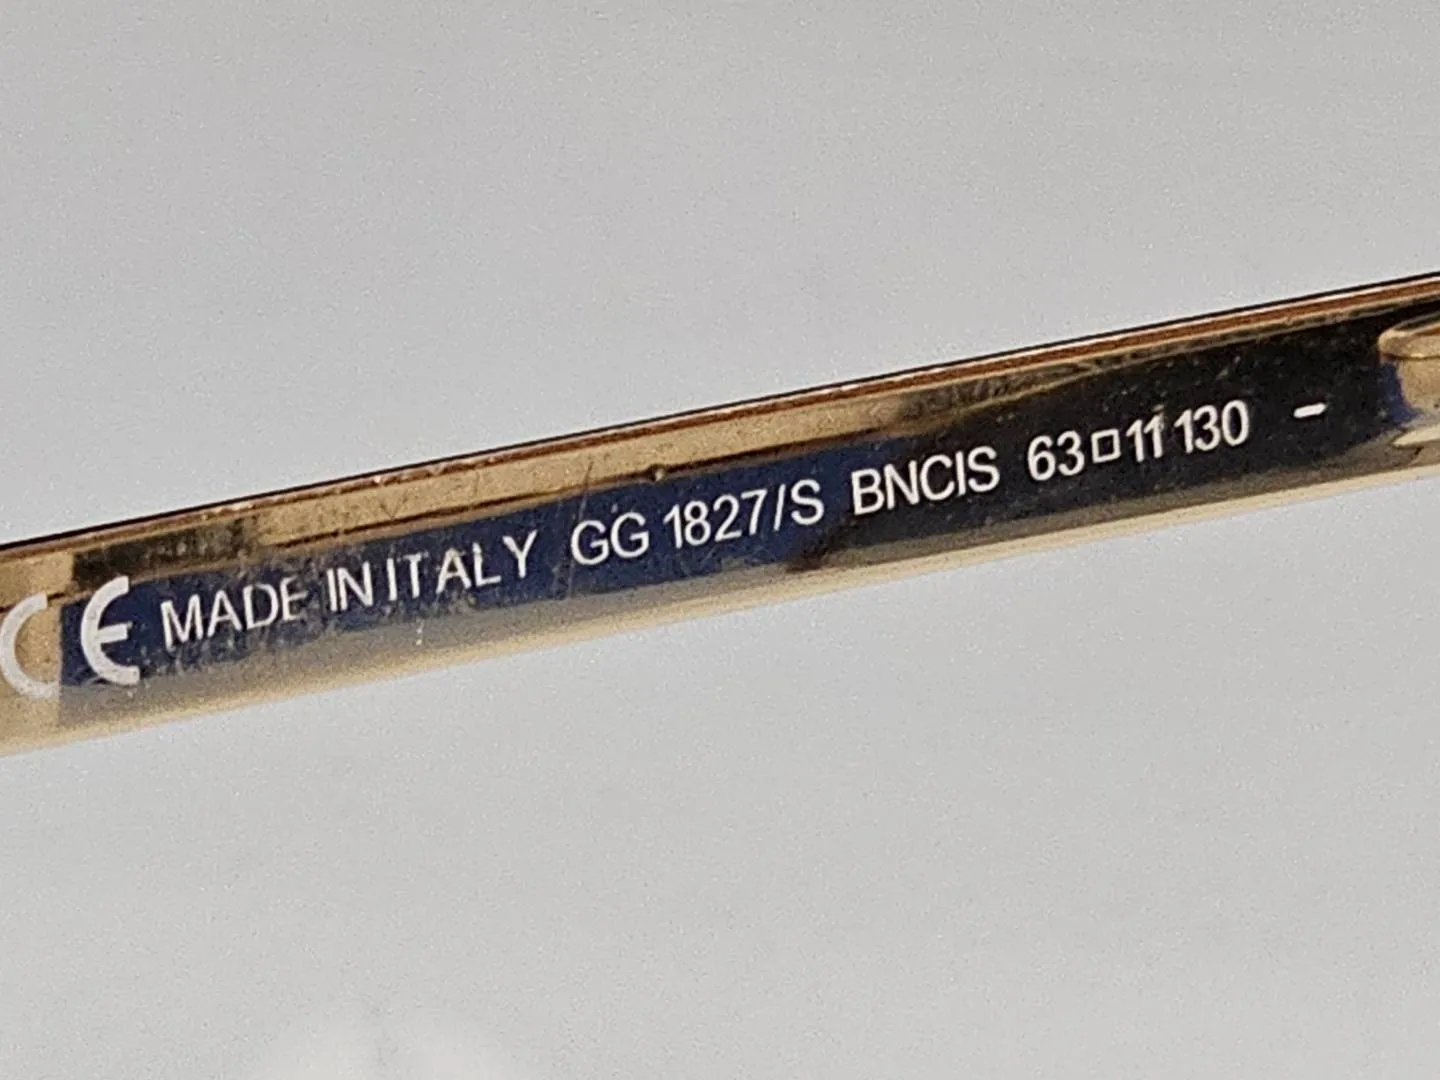 CE MADE IN ITALY GG 1827/S BNCIS 63□11 130 -